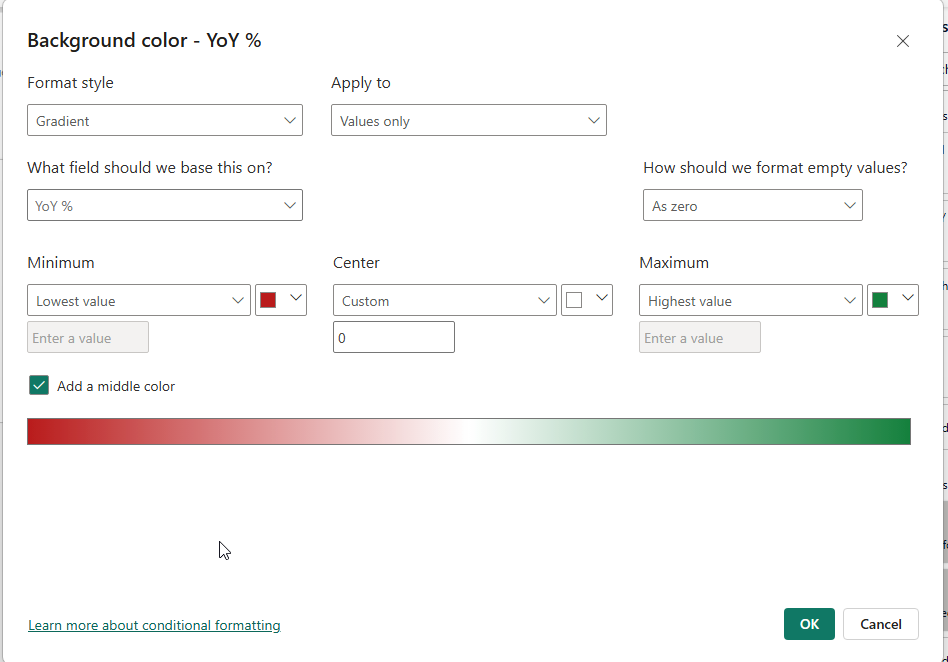 Background color - YoY %
Format style
Apply to
Gradient
Values only
What field should we base this on?
How should we format empty values?
YoY %
As zero
Minimum
Center
Maximum
Lowest value
Custom
Highest value
Enter a value
0
Enter a value
Add a middle color
Learn more about conditional formatting
OK
Cancel